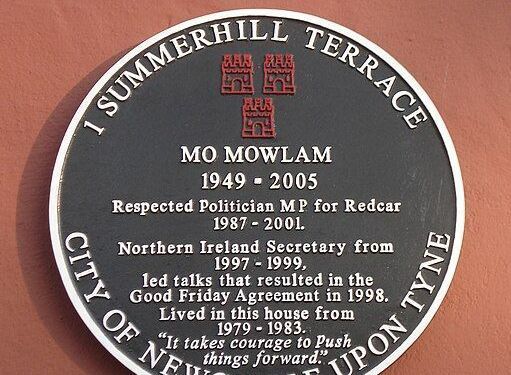 1 SUMMERHILL TERRACE
MO MOWLAM
1949 - 2005
Respected Politician MP for Redcar
1987 - 2001.
Northern Ireland Secretary from
1997 - 1999,
led talks that resulted in the
Good Friday Agreement in 1998.
Lived in this house from
1979 - 1983.
"It takes courage to Push
things forward."
CITY OF NEWCASTLE UPON TYNE